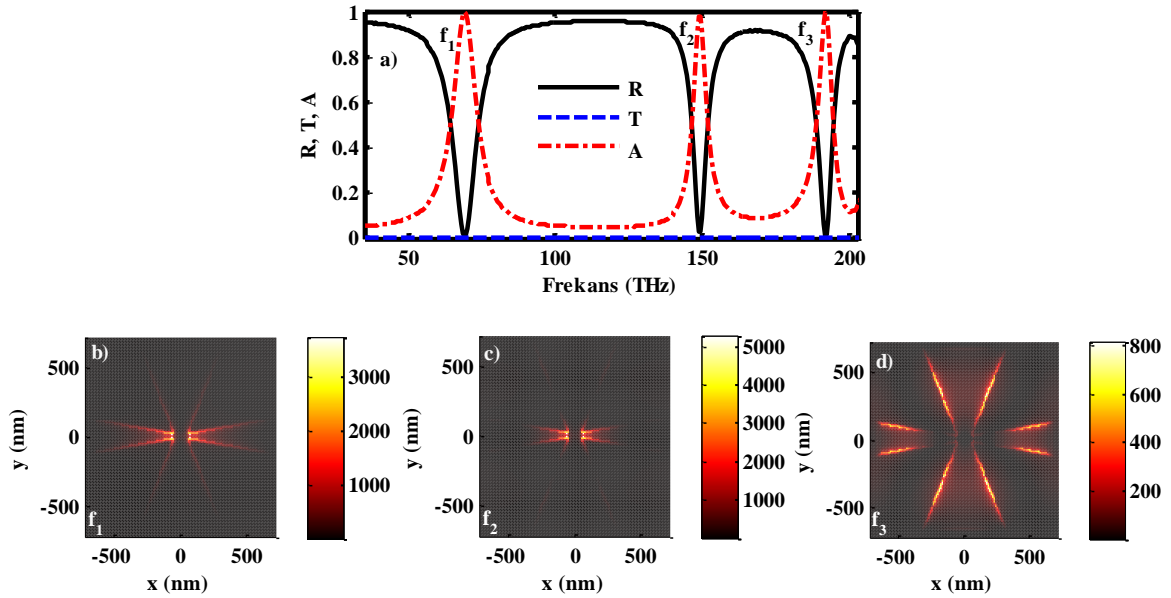 1
0.8
0.6
0.4
0.2
0
R, T, A
a)
f1
f2
f3
R
T
A
50
100
150
200
Frekans (THz)
b)
500
0
-500
y (nm)
f1
-500
0
500
x (nm)
3000
2000
1000
c)
500
0
-500
y (nm)
f2
-500
0
500
x (nm)
5000
4000
3000
2000
1000
d)
500
0
-500
y (nm)
f3
-500
0
500
x (nm)
800
600
400
200